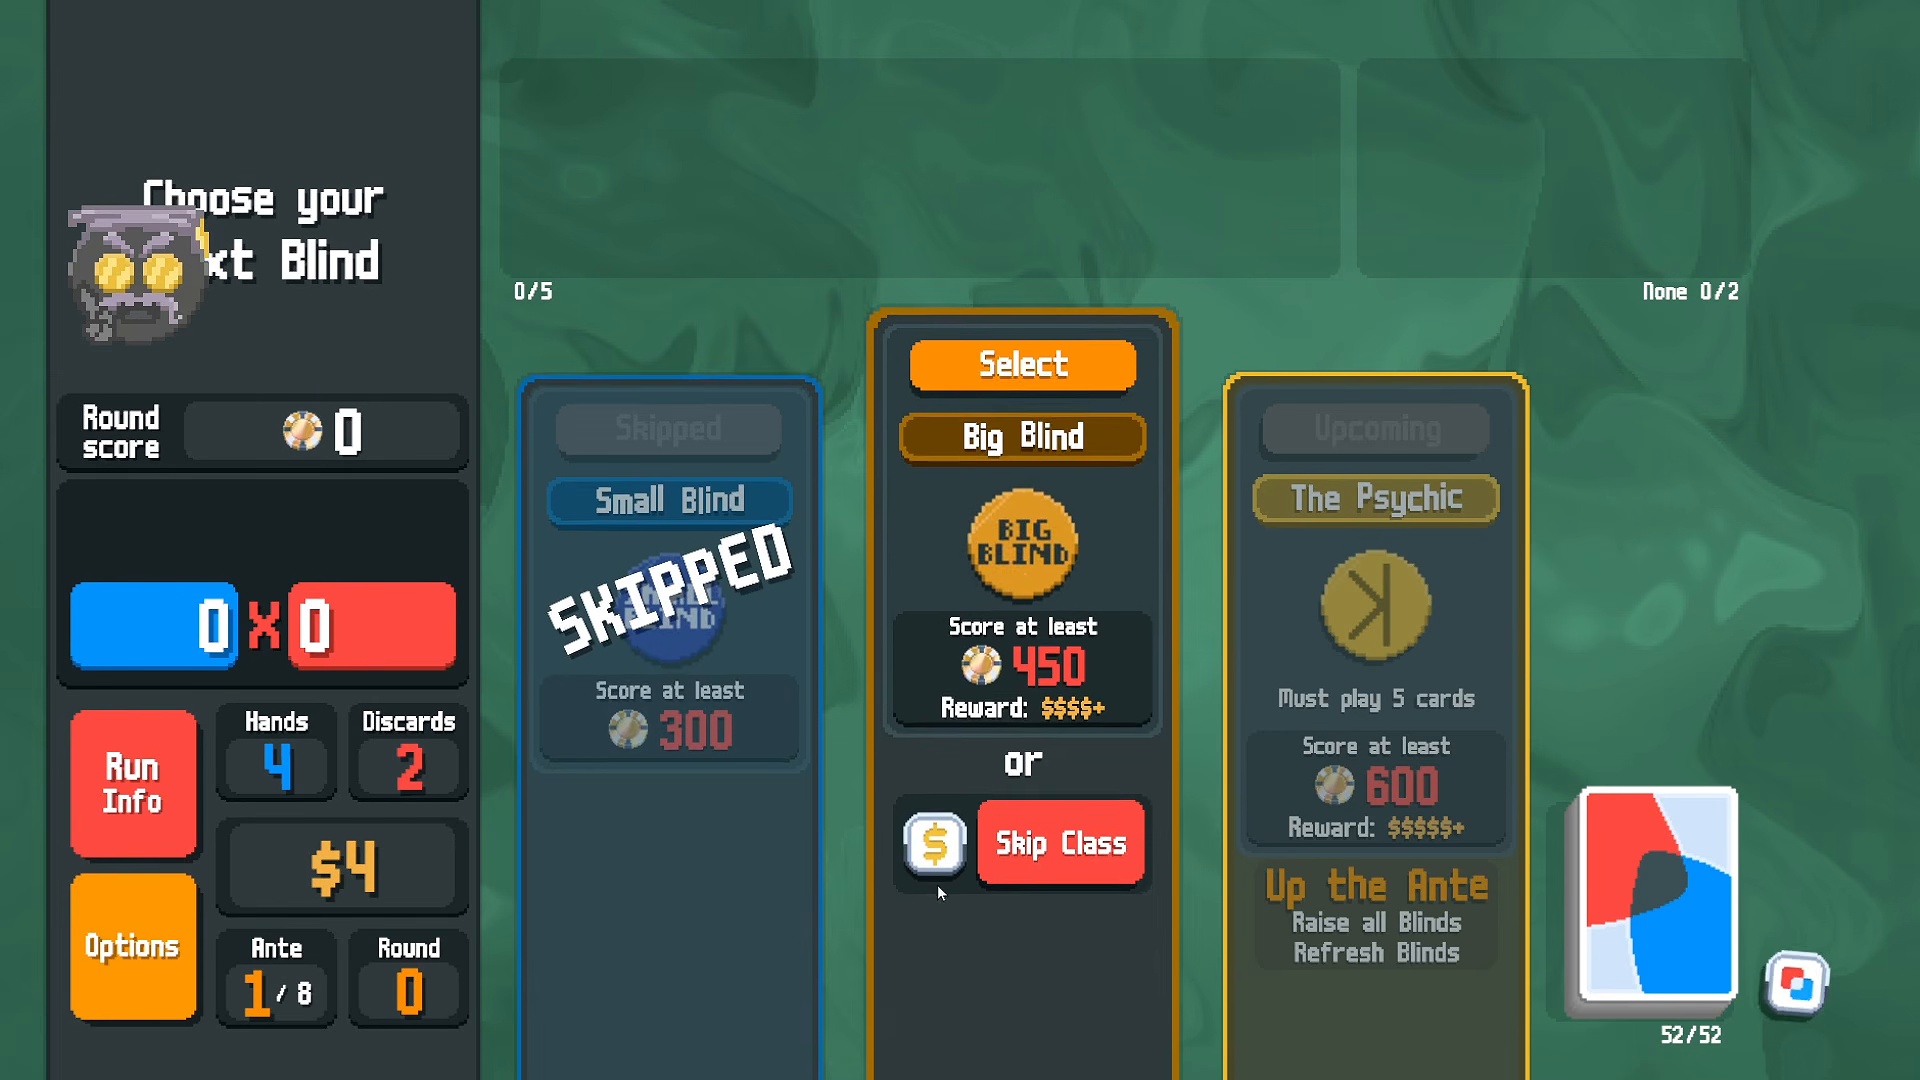 Choose your
xt Blind
Round
score
0
0 X 0
Run
Info
Hands
4
Discards
2
$4
Options
Ante
1 / 8
Round
0
0/5
None 0/2
Skipped
Small Blind
SKIPPED
Score at least
300
Select
Big Blind
BIG
BLIND
Score at least
450
Reward: $$$$+
or
$
Skip Class
Upcoming
The Psychic
Must play 5 cards
Score at least
600
Reward: $$$$$+
Up the Ante
Raise all Blinds
Refresh Blinds
52/52